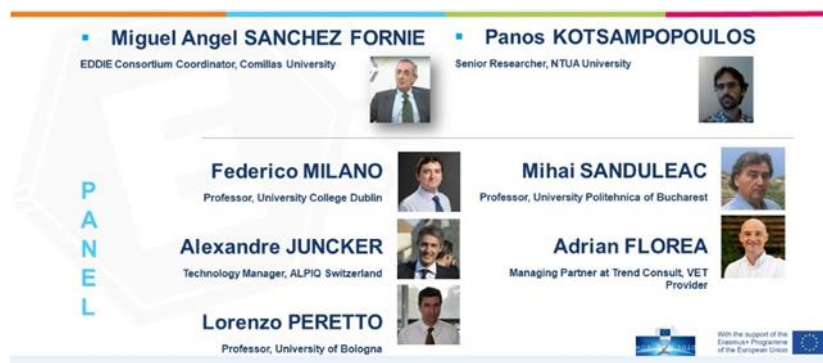 Miguel Angel SANCHEZ FORNIE
EDDIE Consortium Coordinator, Comillas University
Panos KOTSAMPOPOULOS
Senior Researcher, NTUA University
PANEL
Federico MILANO
Professor, University College Dublin
Mihai SANDULEAC
Professor, University Politehnica of Bucharest
Alexandre JUNCKER
Technology Manager, ALPIQ Switzerland
Adrian FLOREA
Managing Partner at Trend Consult, VET
Provider
Lorenzo PERETTO
Professor, University of Bologna
With the support of the
Erasmus+ Programme
of the European Union